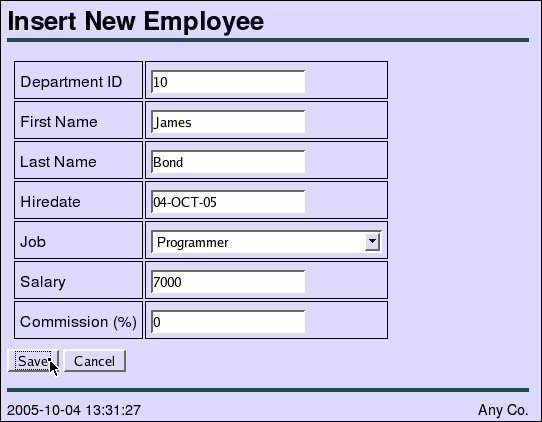 Insert New Employee
Department ID 10
First Name James
Last Name Bond
Hiredate 04-OCT-05
Job Programmer
Salary 7000
Commission (%) 0
Save Cancel
2005-10-04 13:31:27 Any Co.